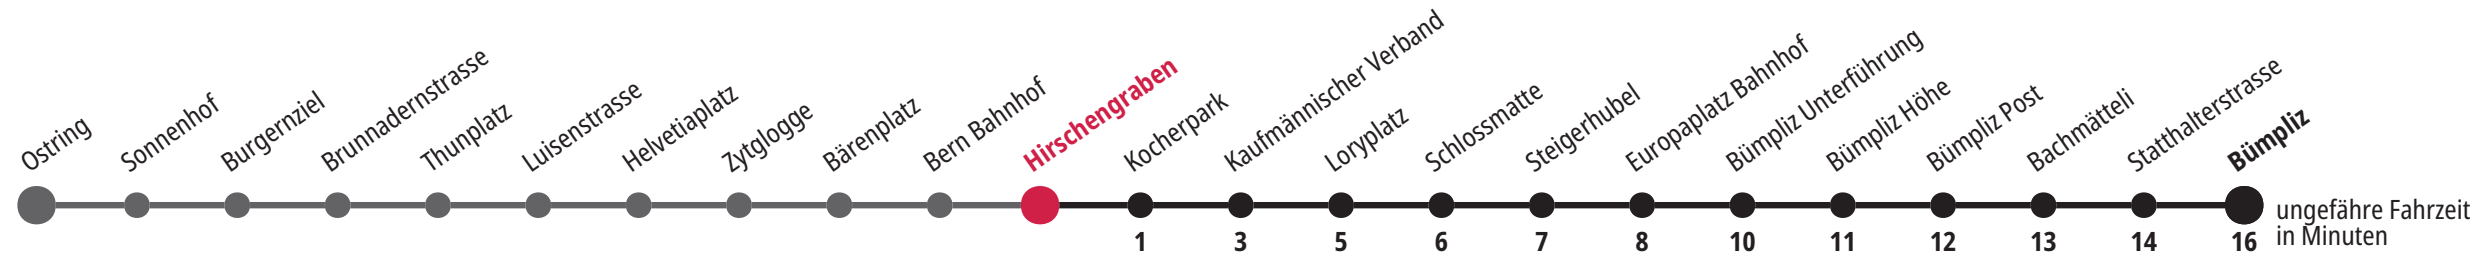 Ostring
Sonnenhof
Burgernziel
Brunnadernstrasse
Thunplatz
Luisenstrasse
Helvetiaplatz
Zytglogge
Bärenplatz
Bern Bahnhof
Hirschengraben
Kocherpark
Kaufmännischer Verband
Loryplatz
Schlossmatte
Steigerhubel
Europaplatz Bahnhof
Bümpliz Unterführung
Bümpliz Höhe
Bümpliz Post
Bachmätteli
Statthalterstrasse
Bümpliz
1 3 5 6 7 8 10 11 12 13 14 16
ungefähre Fahrzeit
in Minuten